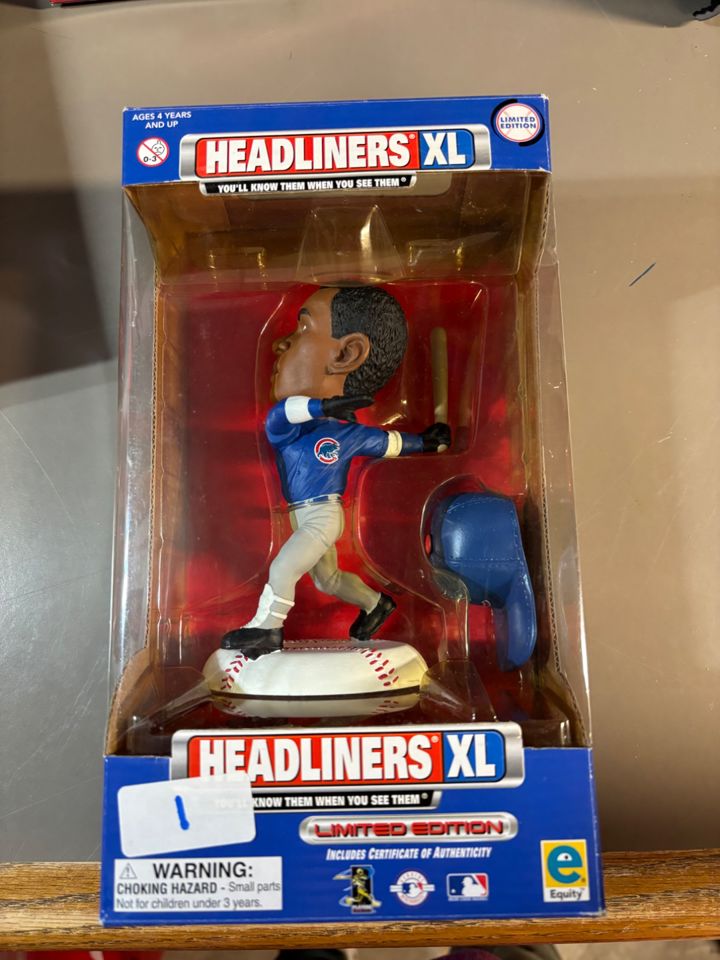 AGES 4 YEARS
AND UP
0-3
LIMITED
EDITION
HEADLINERS® XL
YOU'LL KNOW THEM WHEN YOU SEE THEM®
C
HEADLINERS® XL
YOU'LL KNOW THEM WHEN YOU SEE THEM®
1
LIMITED EDITION
INCLUDES CERTIFICATE OF AUTHENTICITY
WARNING:
CHOKING HAZARD - Small parts
Not for children under 3 years.
e
Equity